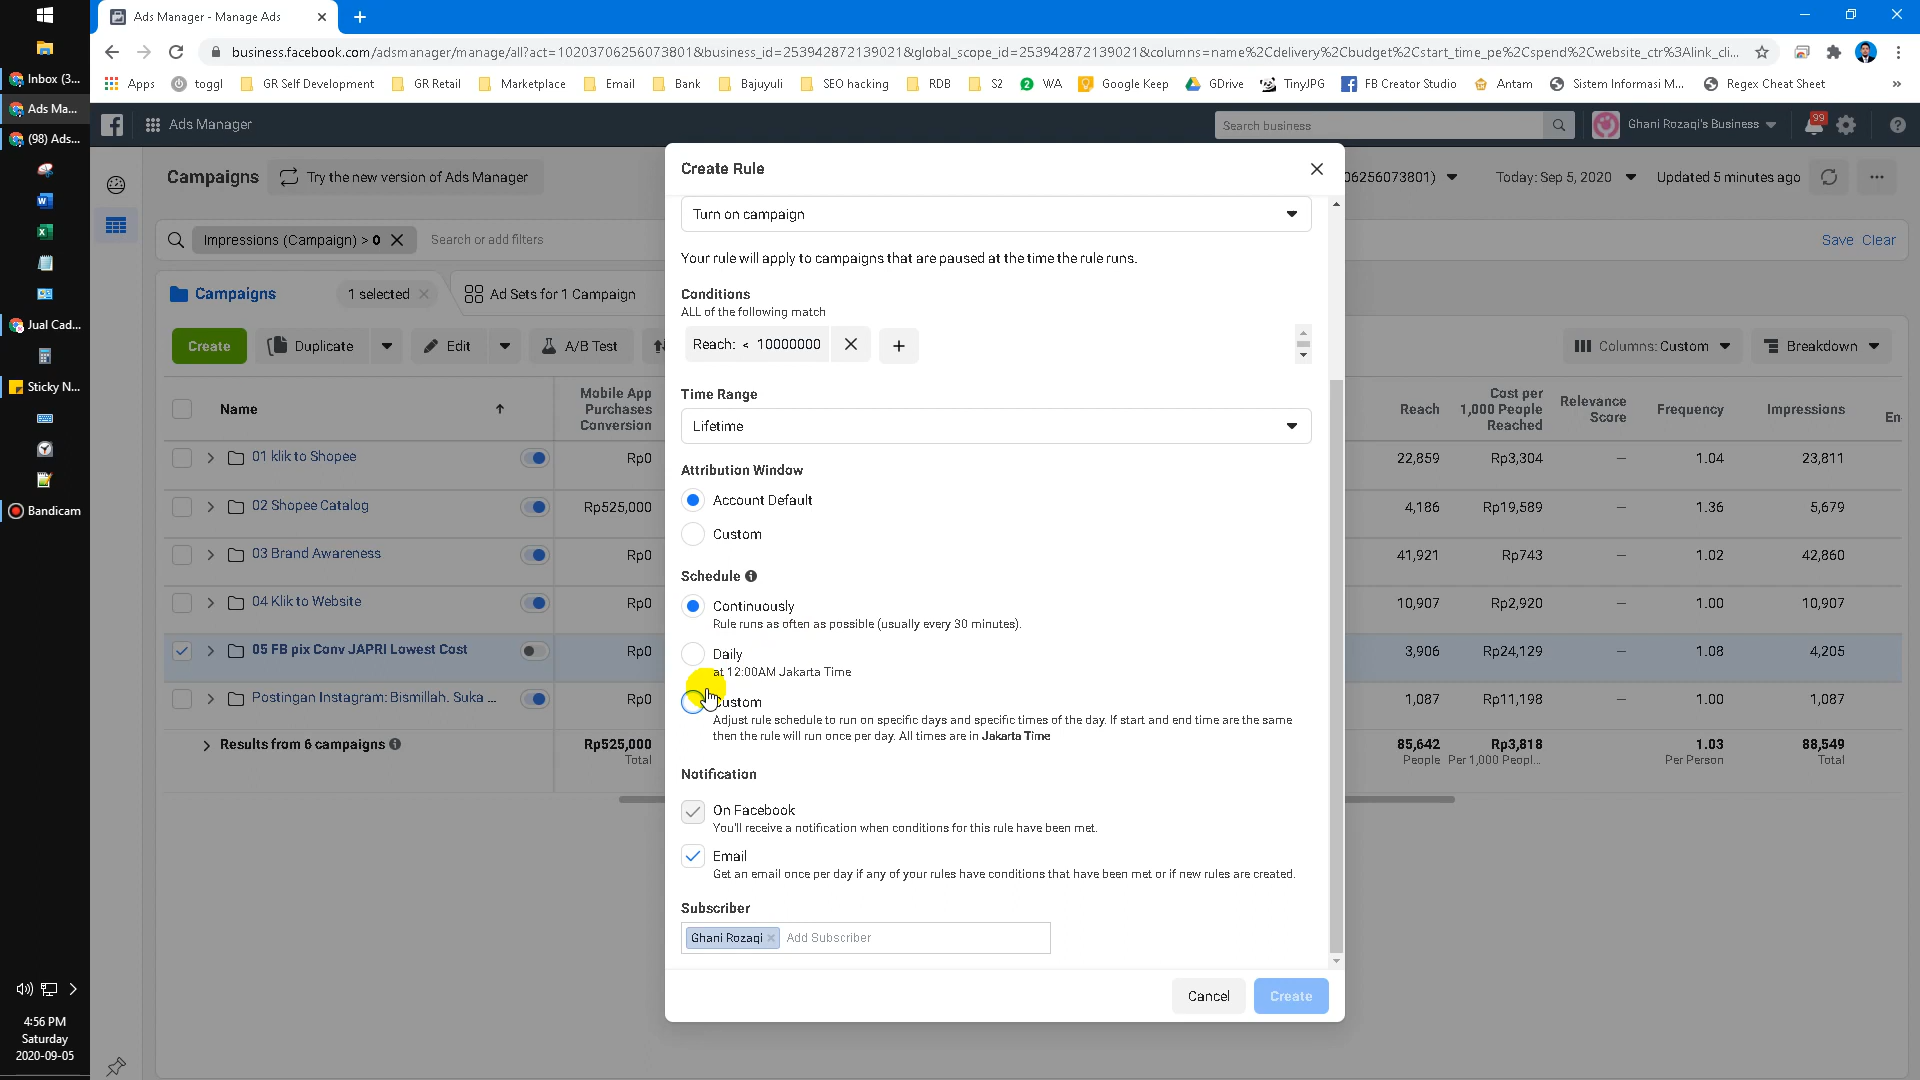 Ads Manager - Manage Ads
business.facebook.com/adsmanager/manage/all?act=10203706256073801&business_id=253942872139021&global_scope_id=253942872139021&columns=name%2Cdelivery%2Cbudget%2Cstart_time_pe%2Cspend%2Cwebsite_ctr%3Alink_cli...
Apps toggl GR Self Development GR Retail Marketplace Email Bank Bajuyuli SEO hacking RDB S2 WA Google Keep GDrive TinyJPG FB Creator Studio Antam Sistem Informasi M... Regex Cheat Sheet »
Inbox (3...
Ads Ma...
(98) Ads...
Jual Cad...
Sticky N...
Bandicam
4:56 PM
Saturday
2020-09-05
Ads Manager
Search business
Ghani Rozaqi's Business
99
Campaigns
Try the new version of Ads Manager
06256073801)
Today: Sep 5, 2020
Updated 5 minutes ago
Impressions (Campaign) > 0
Search or add filters
Save Clear
Campaigns
1 selected
Ad Sets for 1 Campaign
Create
Duplicate
Edit
A/B Test
Columns: Custom
Breakdown
Name
Mobile App
Purchases
Conversion
Reach
Cost per
1,000 People
Reached
Relevance
Score
Frequency
Impressions
En
01 klik to Shopee Rp0 22,859 Rp3,304 — 1.04 23,811
02 Shopee Catalog Rp525,000 4,186 Rp19,589 — 1.36 5,679
03 Brand Awareness Rp0 41,921 Rp743 — 1.02 42,860
04 Klik to Website Rp0 10,907 Rp2,920 — 1.00 10,907
05 FB pix Conv JAPRI Lowest Cost Rp0 3,906 Rp24,129 — 1.08 4,205
Postingan Instagram: Bismillah. Suka ... Rp0 1,087 Rp11,198 — 1.00 1,087
Results from 6 campaigns Rp525,000 85,642 Rp3,818 1.03 88,549
Total People Per 1,000 Peopl... Per Person Total
Create Rule
Turn on campaign
Your rule will apply to campaigns that are paused at the time the rule runs.
Conditions
ALL of the following match
Reach: < 10000000
Time Range
Lifetime
Attribution Window
Account Default
Custom
Schedule
Continuously
Rule runs as often as possible (usually every 30 minutes).
Daily
at 12:00AM Jakarta Time
Custom
Adjust rule schedule to run on specific days and specific times of the day. If start and end time are the same
then the rule will run once per day. All times are in Jakarta Time
Notification
On Facebook
You'll receive a notification when conditions for this rule have been met.
Email
Get an email once per day if any of your rules have conditions that have been met or if new rules are created.
Subscriber
Ghani Rozaqi Add Subscriber
Cancel
Create